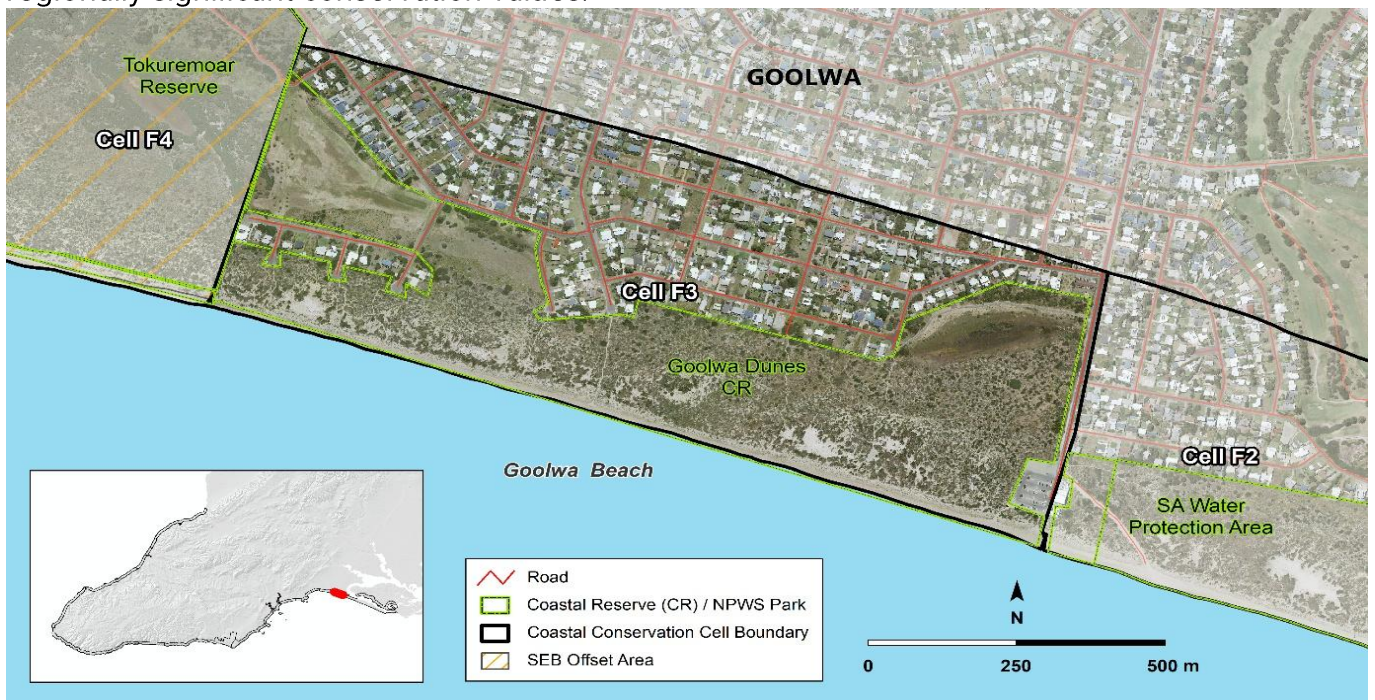 Tokuremoar
Reserve
GOOLWA
Cell F4
Cell F3
Goolwa Dunes
CR
Cell F2
Goolwa Beach
SA Water
Protection Area
Road
Coastal Reserve (CR) / NPWS Park
Coastal Conservation Cell Boundary
SEB Offset Area
N
0 250 500 m